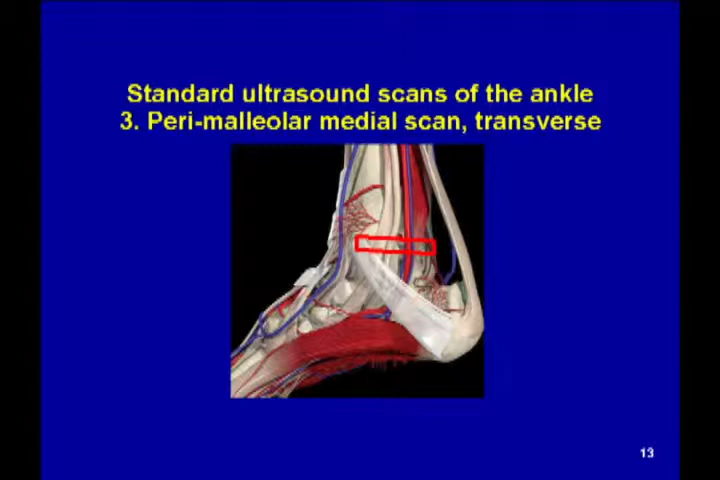 Standard ultrasound scans of the ankle
3. Peri-malleolar medial scan, transverse
13